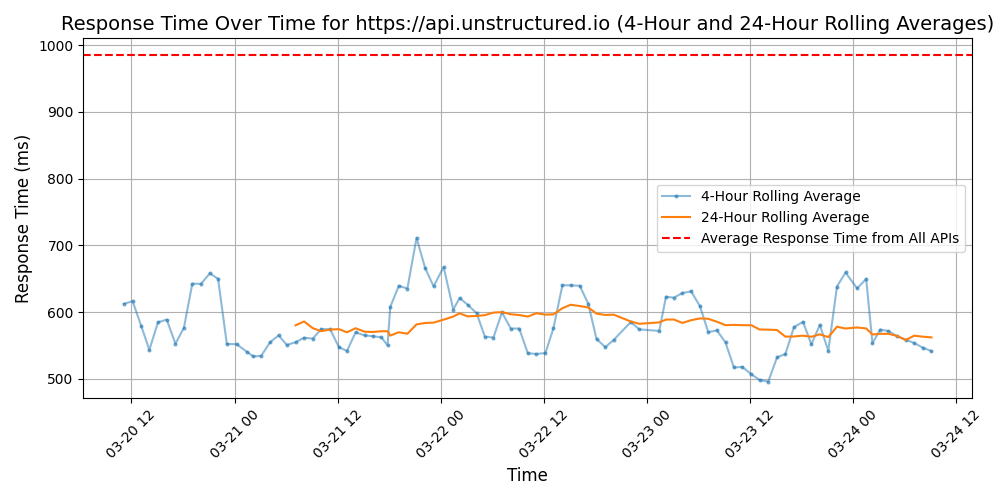 Response Time Over Time for https://api.unstructured.io (4-Hour and 24-Hour Rolling Averages)
Response Time (ms)
1000
900
800
700
600
500
4-Hour Rolling Average
24-Hour Rolling Average
Average Response Time from All APIs
03-20 12
03-21 00
03-21 12
03-22 00
03-22 12
03-23 00
03-23 12
03-24 00
03-24 12
Time